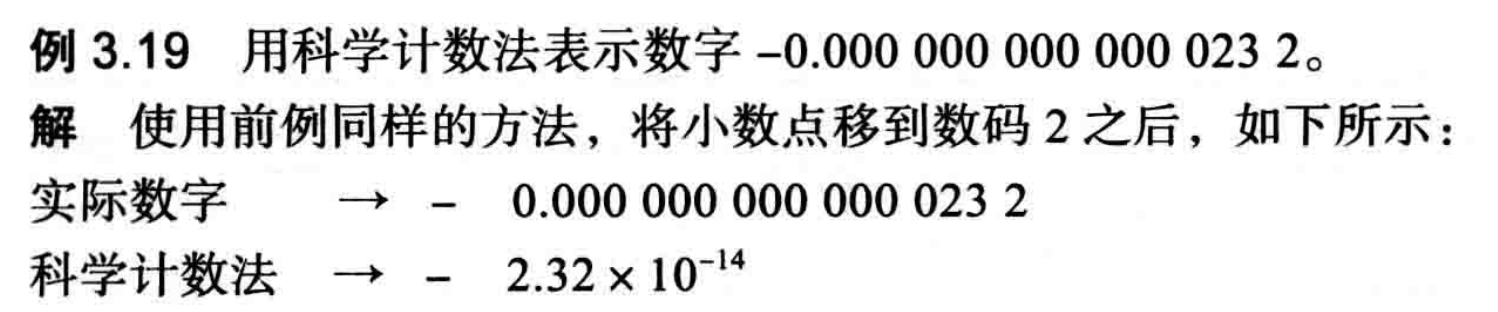 例 3.19 用科学计数法表示数字 –0.000 000 000 000 023 2。
解 使用前例同样的方法，将小数点移到数码 2 之后，如下所示：
实际数字 → – 0.000 000 000 000 023 2
科学计数法 → – 2.32 × 10⁻¹⁴